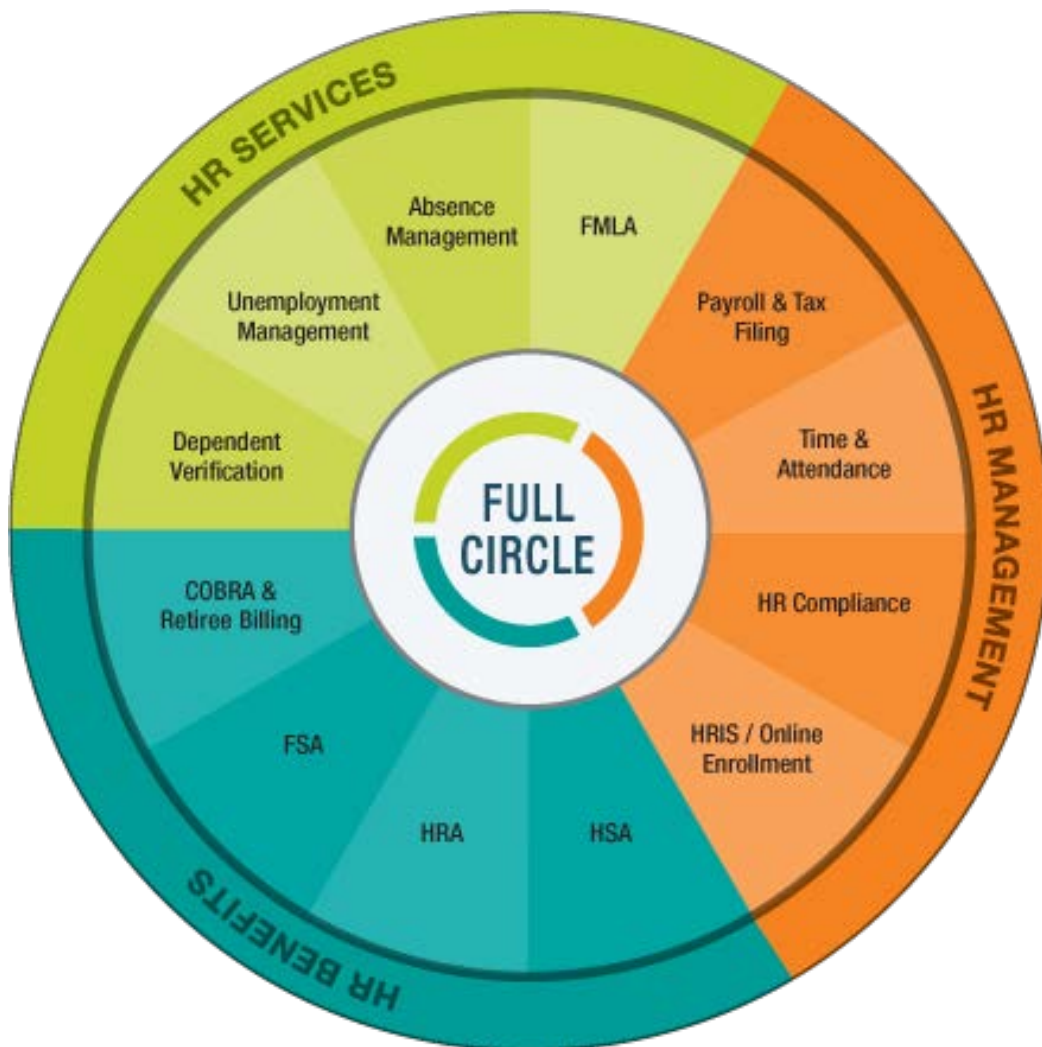 HR SERVICES
Absence
Management
FMLA
Unemployment
Management
Payroll & Tax
Filing
Dependent
Verification
Time &
Attendance
HR MANAGEMENT
FULL
CIRCLE
COBRA &
Retiree Billing
HR Compliance
FSA
HRIS / Online
Enrollment
HRA
HSA
HR BENEFITS